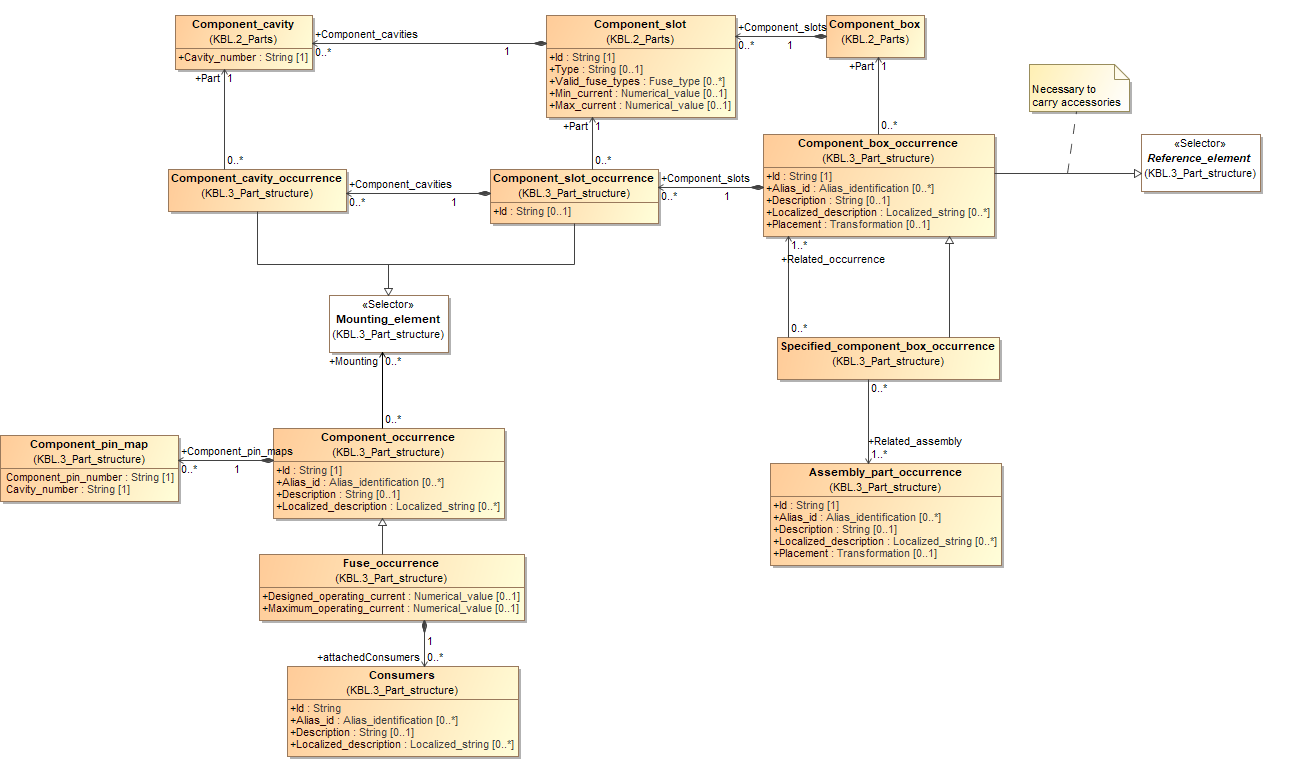 Component_cavity
(KBL.2_Parts)
+Cavity_number : String [1]
+Component_cavities
0..*
1
Component_slot
(KBL.2_Parts)
+Id : String [1]
+Type : String [0..1]
+Valid_fuse_types : Fuse_type [0..*]
+Min_current : Numerical_value [0..1]
+Max_current : Numerical_value [0..1]
+Component_slots
0..*
1
Component_box
(KBL.2_Parts)
+Part 1
0..*
+Part 1
0..*
+Part 1
0..*
Necessary to
carry accessories
Component_cavity_occurrence
(KBL.3_Part_structure)
+Component_cavities
0..*
1
Component_slot_occurrence
(KBL.3_Part_structure)
+Id : String [0..1]
+Component_slots
0..*
1
Component_box_occurrence
(KBL.3_Part_structure)
+Id : String [1]
+Alias_id : Alias_identification [0..*]
+Description : String [0..1]
+Localized_description : Localized_string [0..*]
+Placement : Transformation [0..1]
«Selector»
Reference_element
(KBL.3_Part_structure)
1..*
+Related_occurrence
0..*
«Selector»
Mounting_element
(KBL.3_Part_structure)
+Mounting 0..*
0..*
Specified_component_box_occurrence
(KBL.3_Part_structure)
0..*
+Related_assembly
1..*
Component_pin_map
(KBL.3_Part_structure)
Component_pin_number : String [1]
Cavity_number : String [1]
+Component_pin_maps
0..*
1
Component_occurrence
(KBL.3_Part_structure)
+Id : String [1]
+Alias_id : Alias_identification [0..*]
+Description : String [0..1]
+Localized_description : Localized_string [0..*]
Assembly_part_occurrence
(KBL.3_Part_structure)
+Id : String [1]
+Alias_id : Alias_identification [0..*]
+Description : String [0..1]
+Localized_description : Localized_string [0..*]
+Placement : Transformation [0..1]
Fuse_occurrence
(KBL.3_Part_structure)
+Designed_operating_current : Numerical_value [0..1]
+Maximum_operating_current : Numerical_value [0..1]
1
+attachedConsumers 0..*
Consumers
(KBL.3_Part_structure)
+Id : String
+Alias_id : Alias_identification [0..*]
+Description : String [0..1]
+Localized_description : Localized_string [0..*]